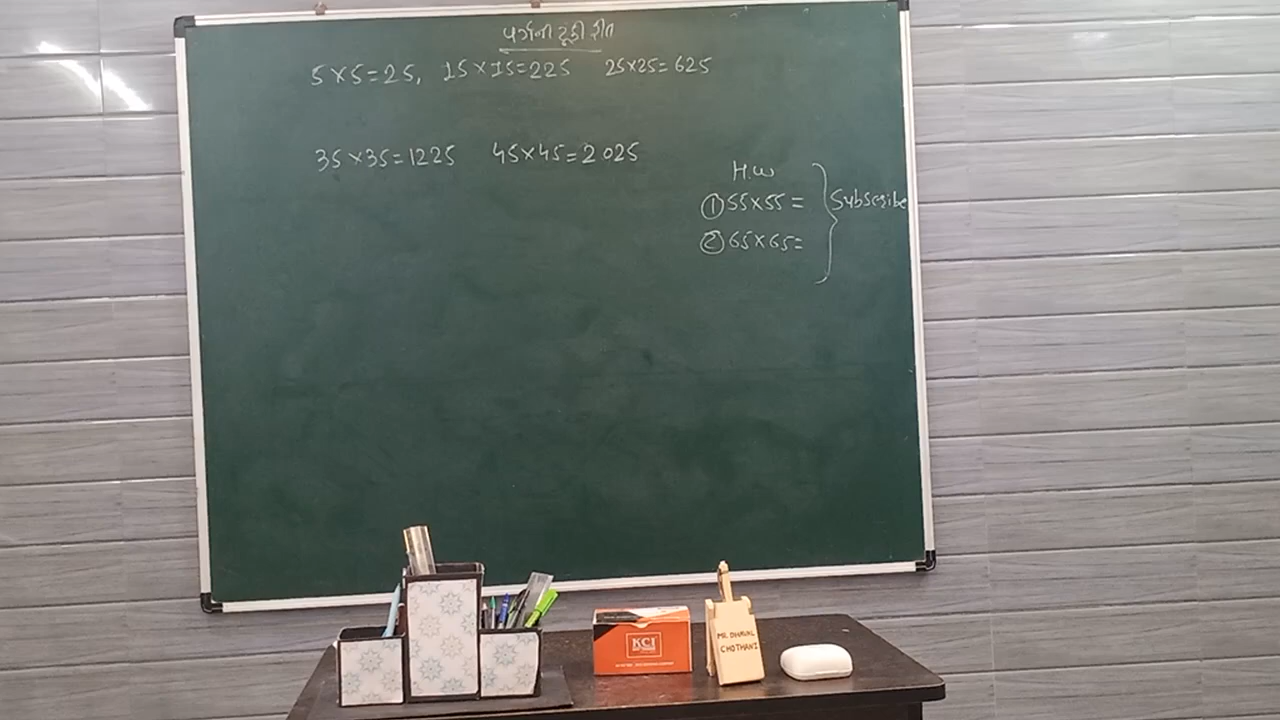 વર્ગની ટૂંકી રીત
5×5=25, 15×15=225 25×25=625
35×35=1225 45×45=2025
H.W
① 55×55=
② 65×65=
Subscribe
KCI
MR. DHAVAL
CHOTHANI